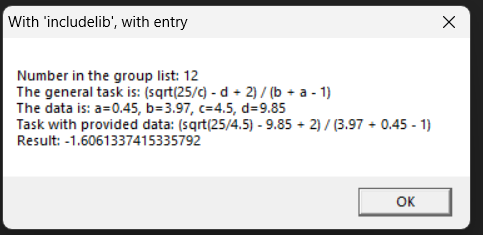 With 'includelib', with entry
Number in the group list: 12
The general task is: (sqrt(25/c) - d + 2) / (b + a - 1)
The data is: a=0.45, b=3.97, c=4.5, d=9.85
Task with provided data: (sqrt(25/4.5) - 9.85 + 2) / (3.97 + 0.45 - 1)
Result: -1.6061337415335792
OK